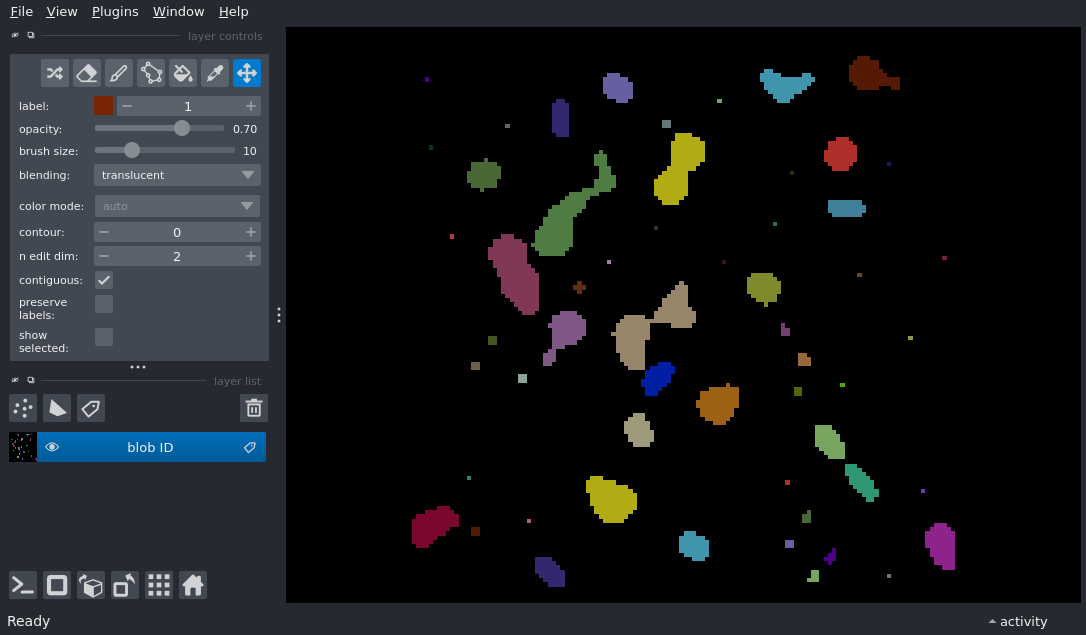 File View Plugins Window Help
layer controls
label: 1
opacity: 0.70
brush size: 10
blending: translucent
color mode: auto
contour: 0
n edit dim: 2
contiguous:
preserve
labels:
show
selected:
layer list
blob ID
Ready
activity